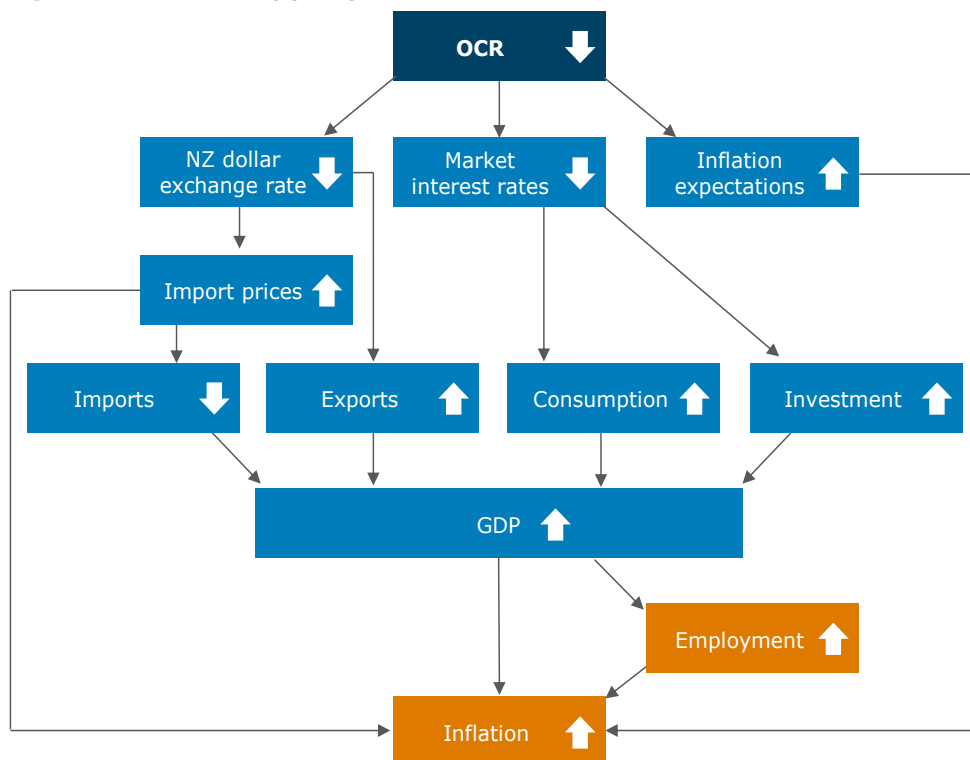 OCR
NZ dollar
exchange rate
Market
interest rates
Inflation
expectations
Import prices
Imports
Exports
Consumption
Investment
GDP
Employment
Inflation